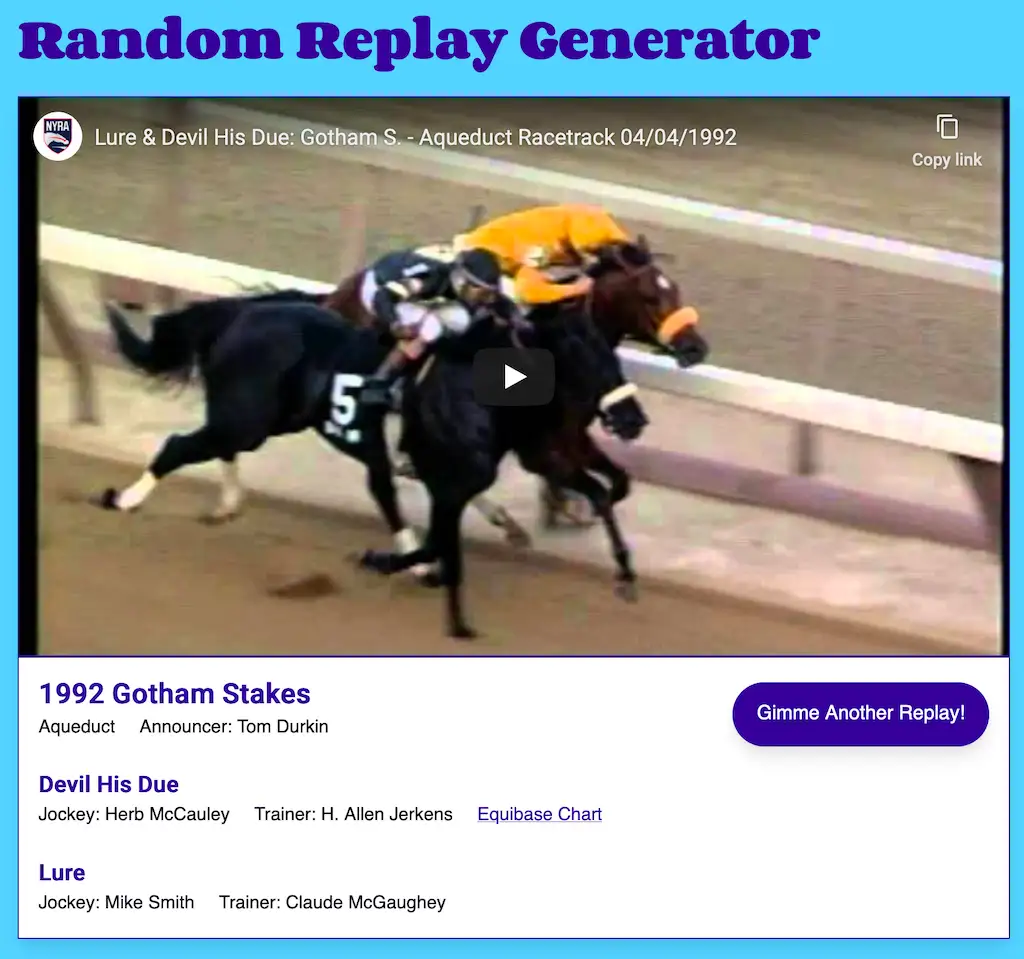 Random Replay Generator
NYRA
Lure & Devil His Due: Gotham S. - Aqueduct Racetrack 04/04/1992
Copy link
5
1992 Gotham Stakes
Aqueduct Announcer: Tom Durkin
Gimme Another Replay!
Devil His Due
Jockey: Herb McCauley Trainer: H. Allen Jerkens Equibase Chart
Lure
Jockey: Mike Smith Trainer: Claude McGaughey